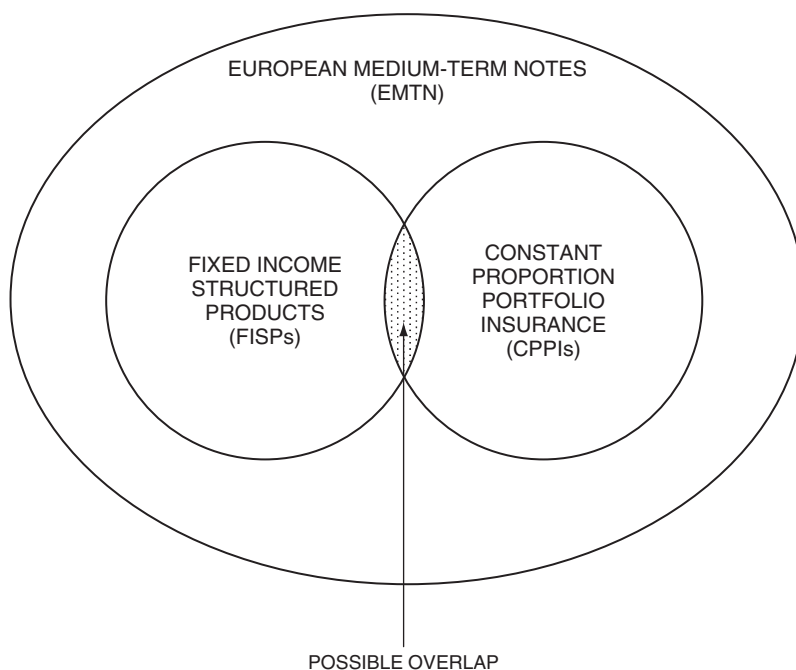 EUROPEAN MEDIUM-TERM NOTES
(EMTN)
FIXED INCOME
STRUCTURED
PRODUCTS
(FISPs)
CONSTANT
PROPORTION
PORTFOLIO
INSURANCE
(CPPIs)
POSSIBLE OVERLAP